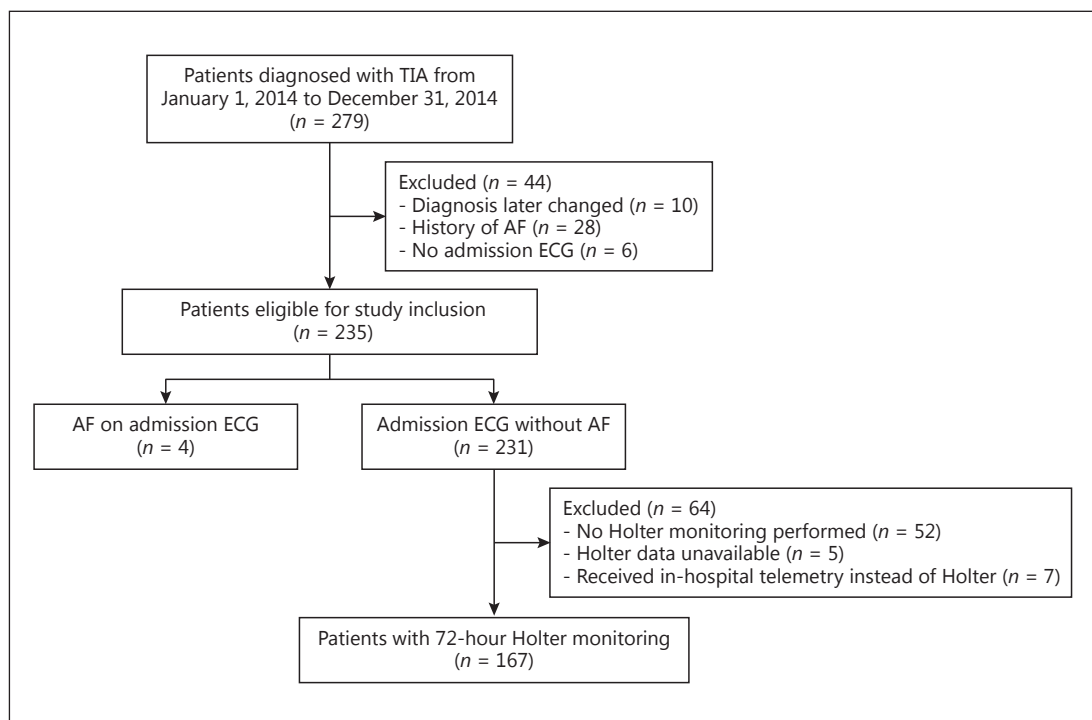 Patients diagnosed with TIA from
January 1, 2014 to December 31, 2014
(n = 279)
Excluded (n = 44)
- Diagnosis later changed (n = 10)
- History of AF (n = 28)
- No admission ECG (n = 6)
Patients eligible for study inclusion
(n = 235)
AF on admission ECG
(n = 4)
Admission ECG without AF
(n = 231)
Excluded (n = 64)
- No Holter monitoring performed (n = 52)
- Holter data unavailable (n = 5)
- Received in-hospital telemetry instead of Holter (n = 7)
Patients with 72-hour Holter monitoring
(n = 167)